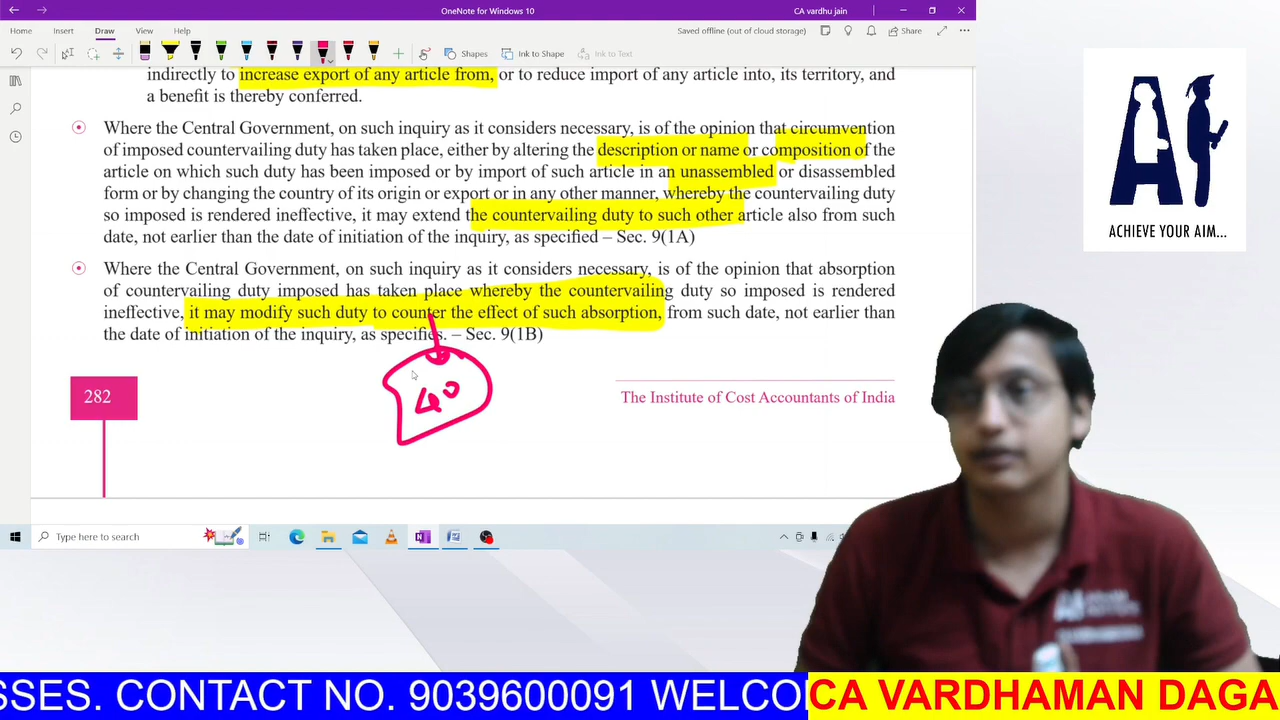 OneNote for Windows 10
CA vardhu jain
Home Insert Draw View Help
Saved offline (out of cloud storage)
Share
Shapes
Ink to Shape
Ink to Text
indirectly to increase export of any article from, or to reduce import of any article into, its territory, and
a benefit is thereby conferred.
Where the Central Government, on such inquiry as it considers necessary, is of the opinion that circumvention
of imposed countervailing duty has taken place, either by altering the description or name or composition of the
article on which such duty has been imposed or by import of such article in an unassembled or disassembled
form or by changing the country of its origin or export or in any other manner, whereby the countervailing duty
so imposed is rendered ineffective, it may extend the countervailing duty to such other article also from such
date, not earlier than the date of initiation of the inquiry, as specified – Sec. 9(1A)
Where the Central Government, on such inquiry as it considers necessary, is of the opinion that absorption
of countervailing duty imposed has taken place whereby the countervailing duty so imposed is rendered
ineffective, it may modify such duty to counter the effect of such absorption, from such date, not earlier than
the date of initiation of the inquiry, as specifies. – Sec. 9(1B)
40
282
The Institute of Cost Accountants of India
Type here to search
A
ACHIEVE YOUR AIM...
SSES. CONTACT NO. 9039600091 WELCO
CA VARDHAMAN DAGA